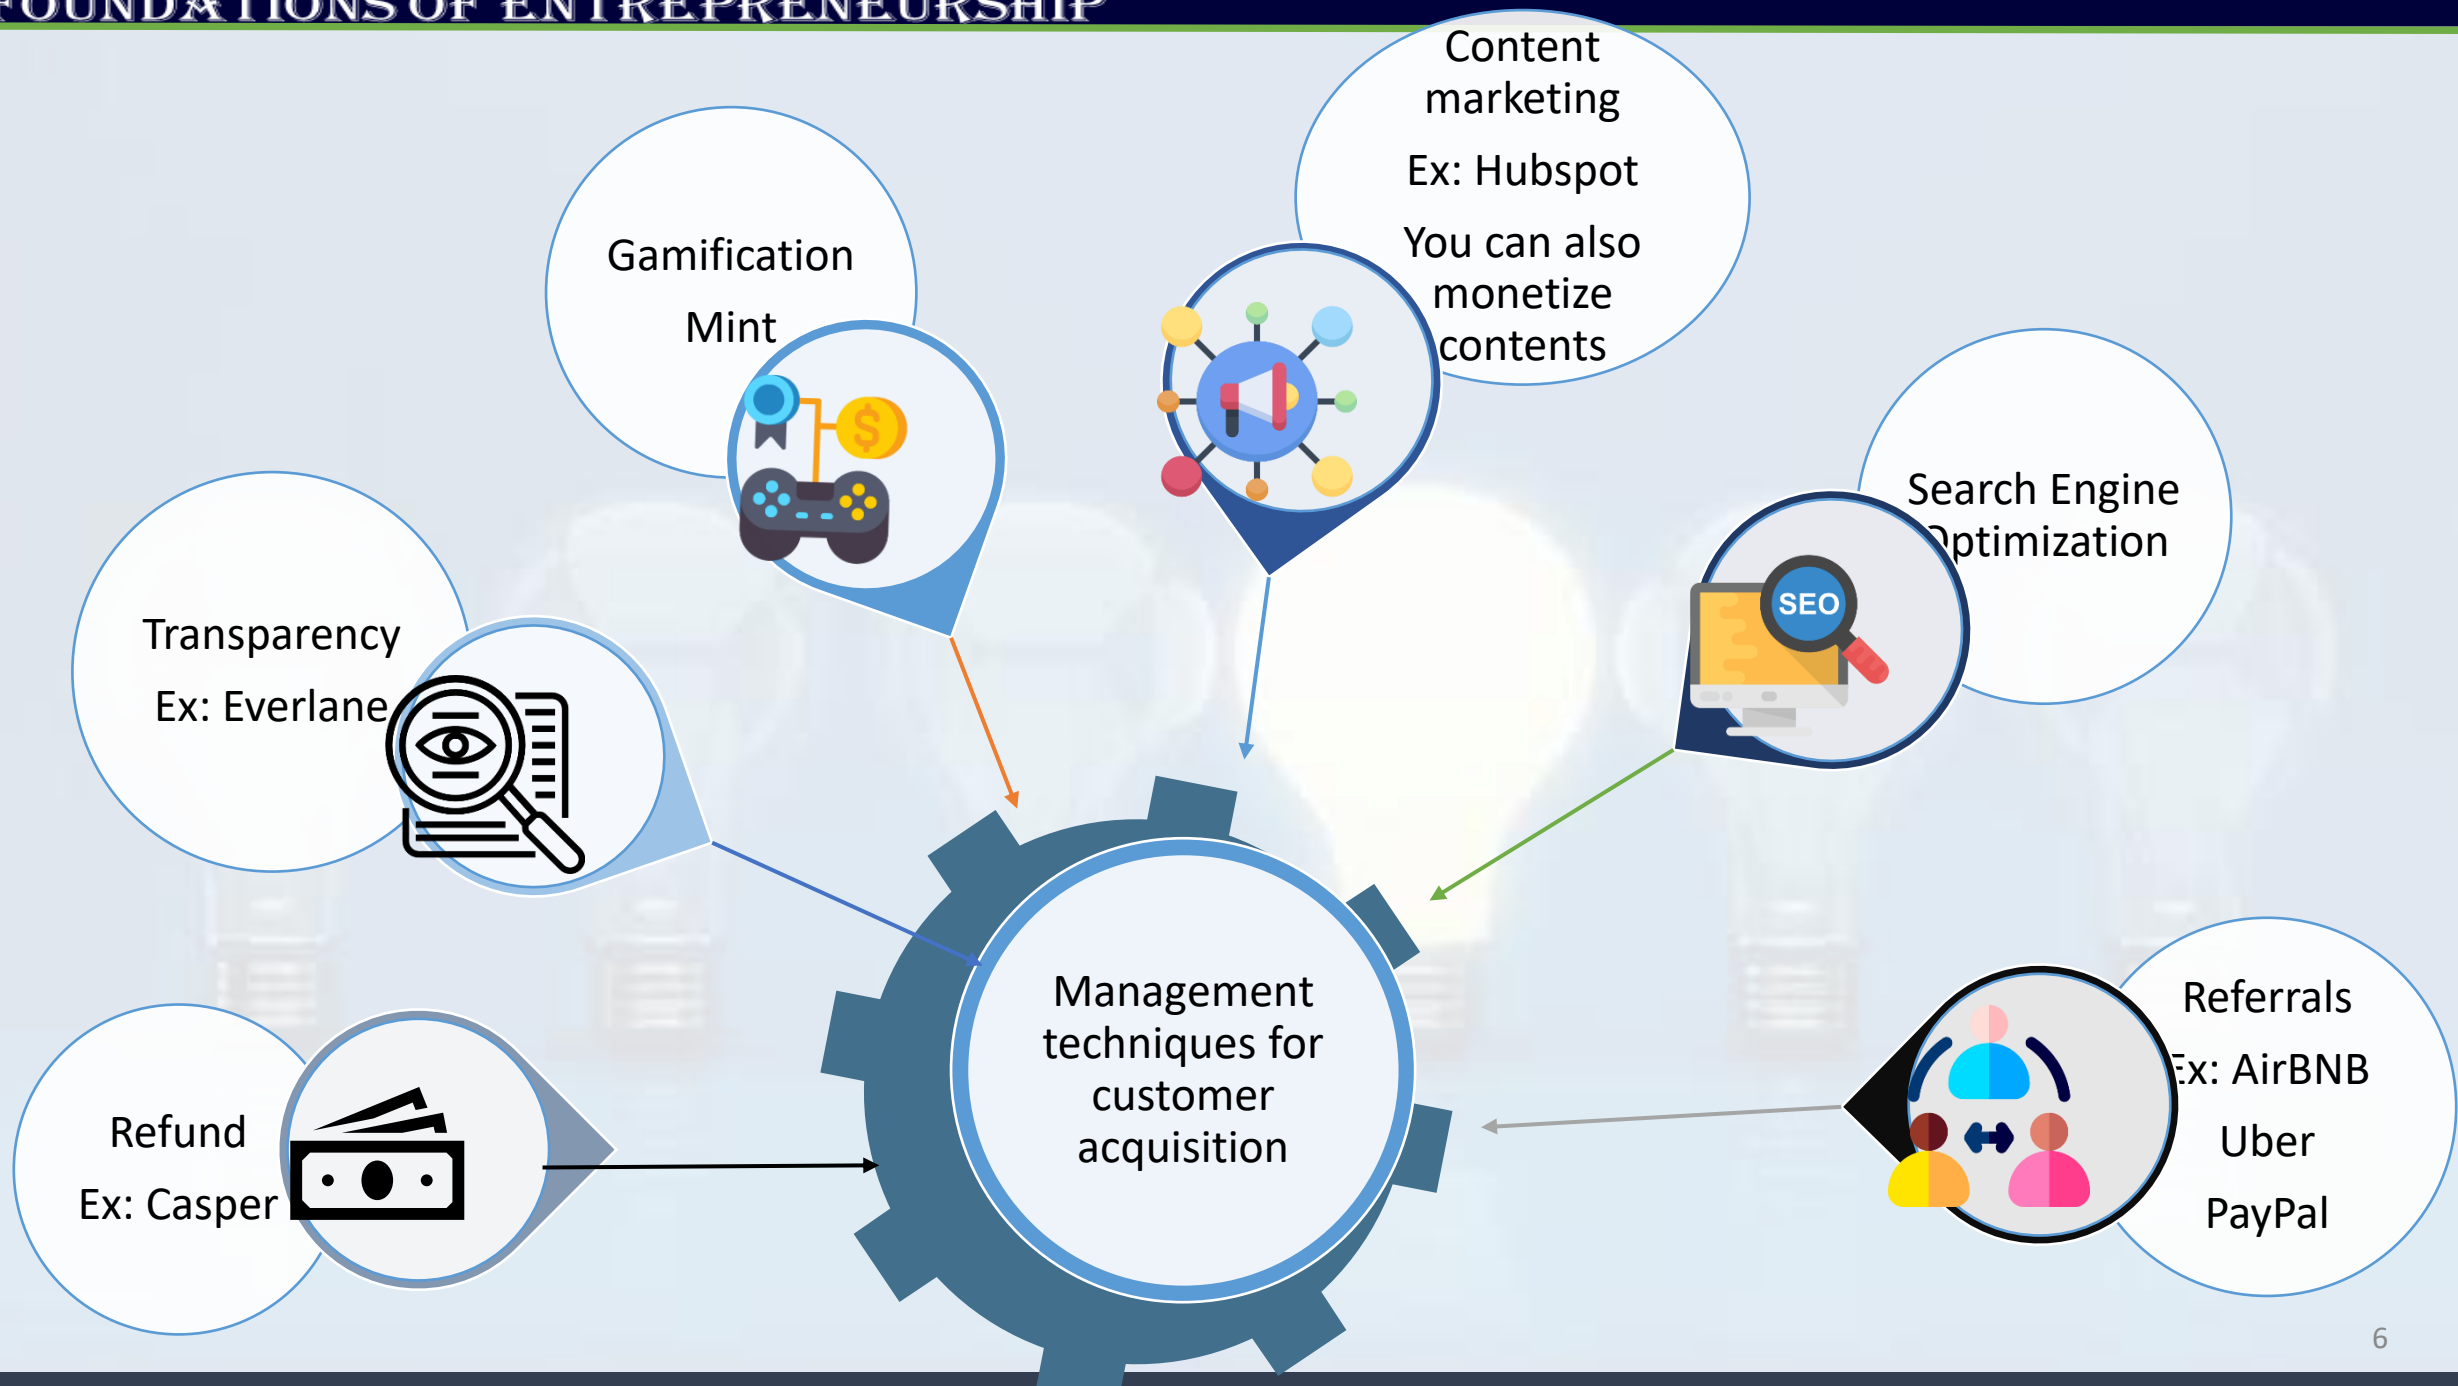 FOUNDATIONS OF ENTREPRENEURSHIP
Content
marketing
Ex: Hubspot
You can also
monetize
contents
Gamification
Mint
Search Engine
Optimization
SEO
Transparency
Ex: Everlane
Management
techniques for
customer
acquisition
Referrals
Ex: AirBNB
Uber
PayPal
Refund
Ex: Casper
6